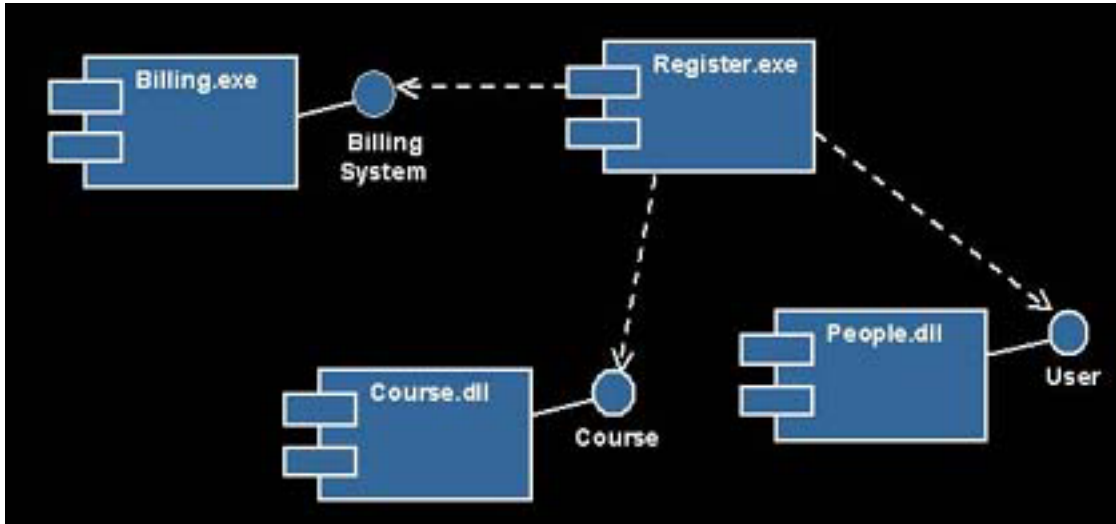 Billing.exe
Register.exe
Billing
System
People.dll
User
Course.dll
Course